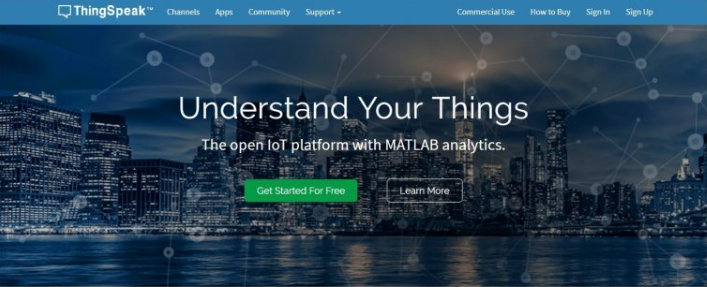 ThingSpeak™ Channels Apps Community Support Commercial Use How to Buy Sign In Sign Up
Understand Your Things
The open IoT platform with MATLAB analytics.
Get Started For Free Learn More